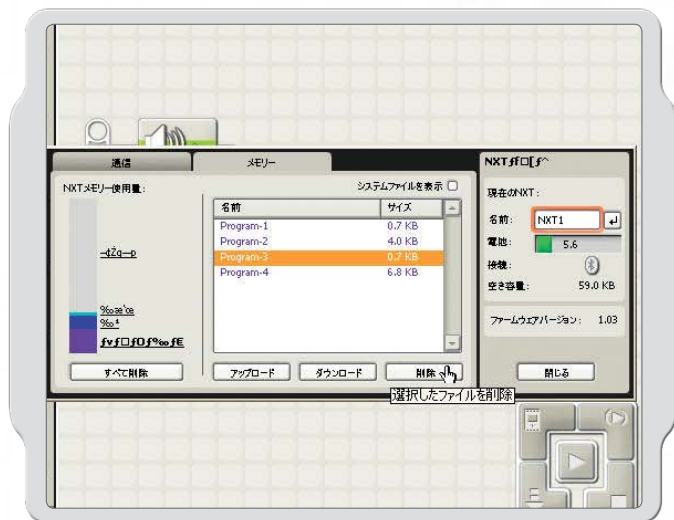 通信
メモリー
NXTメモリー使用量:
システムファイルを表示
名前 サイズ
Program-1 0.7 KB
Program-2 4.0 KB
Program-3 0.7 KB
Program-4 6.8 KB
‰æ'œ
‰¹
ƒvƒ□ƒOƒ‰ƒE
すべて削除
アップロード
ダウンロード
削除
選択したファイルを削除
NXT ƒfƒ□[ƒ^
現在のNXT:
名前: NXT1
電池: 5.6
接続:
空き容量: 59.0 KB
ファームウェアバージョン: 1.03
閉じる